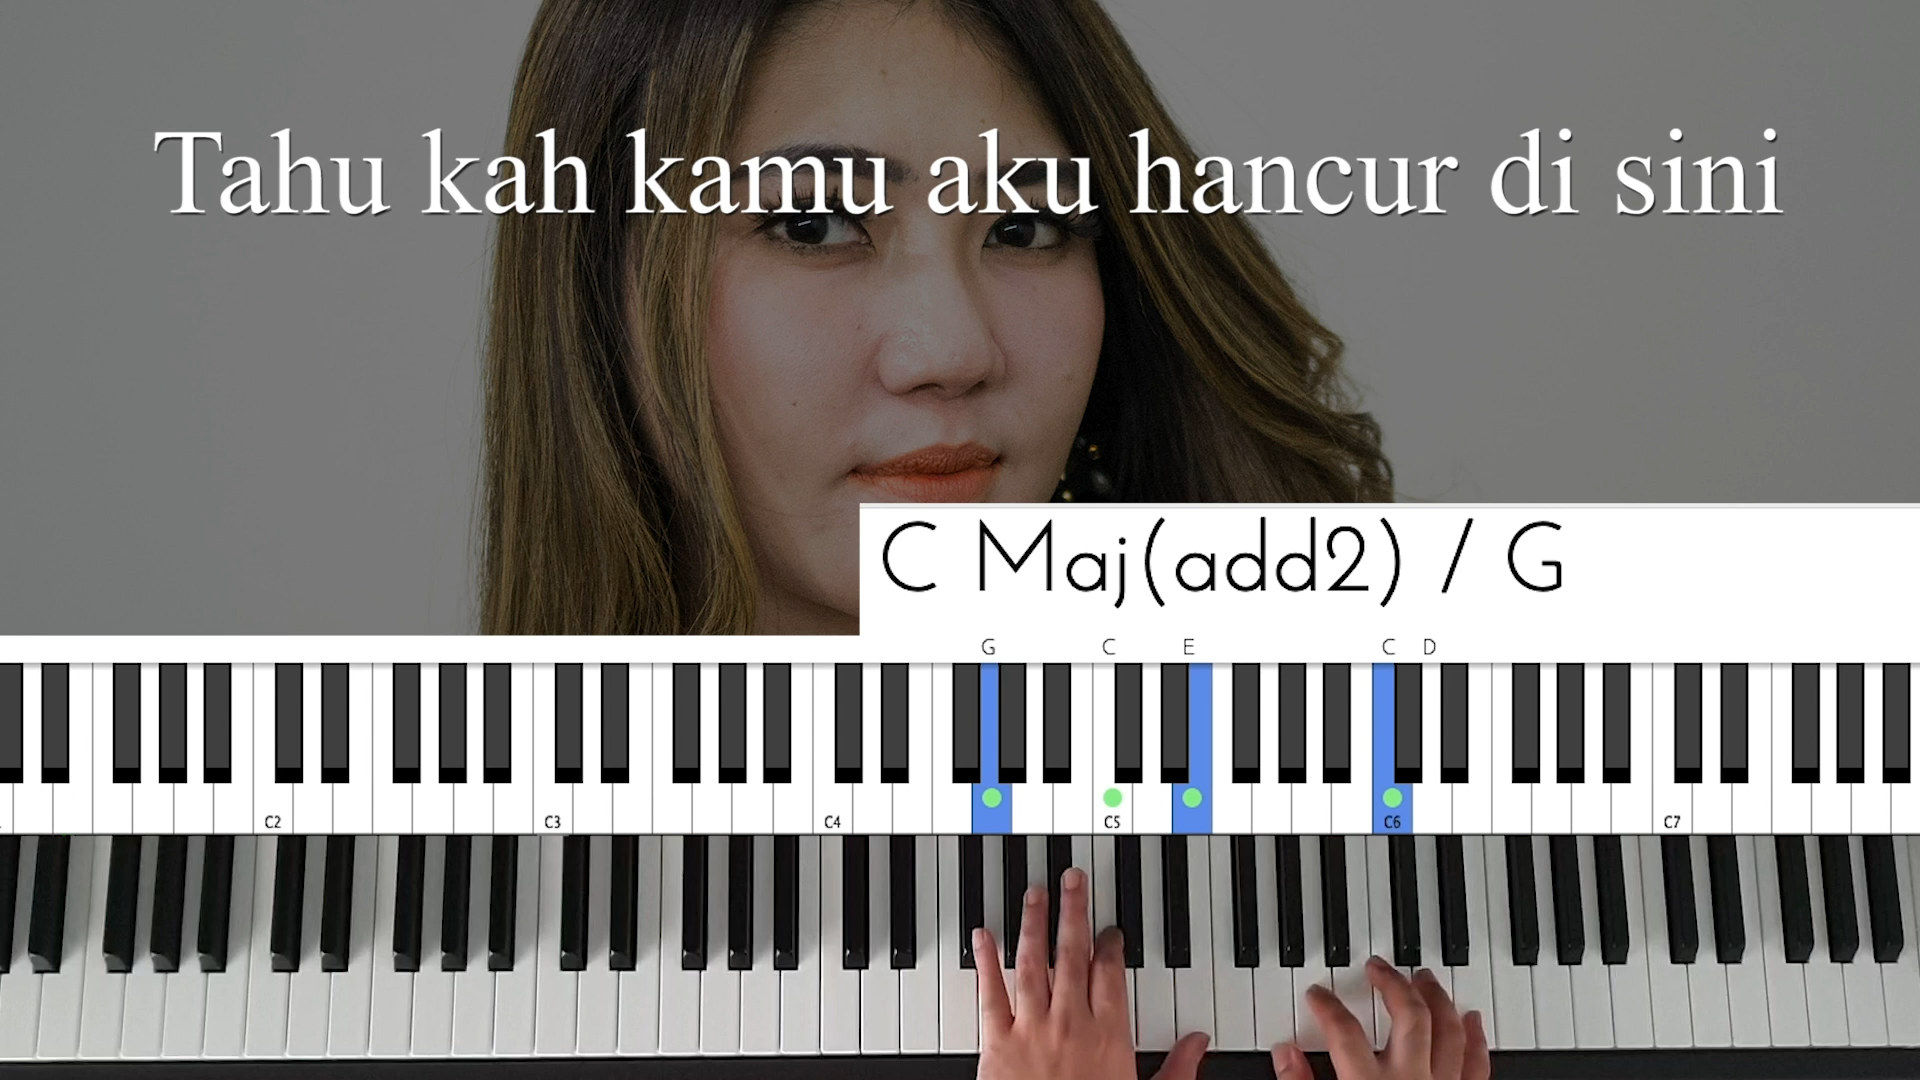 Tahu kah kamu aku hancur di sini
C Maj(add2) / G
G C E C D
C2 C3 C4 C5 C6 C7